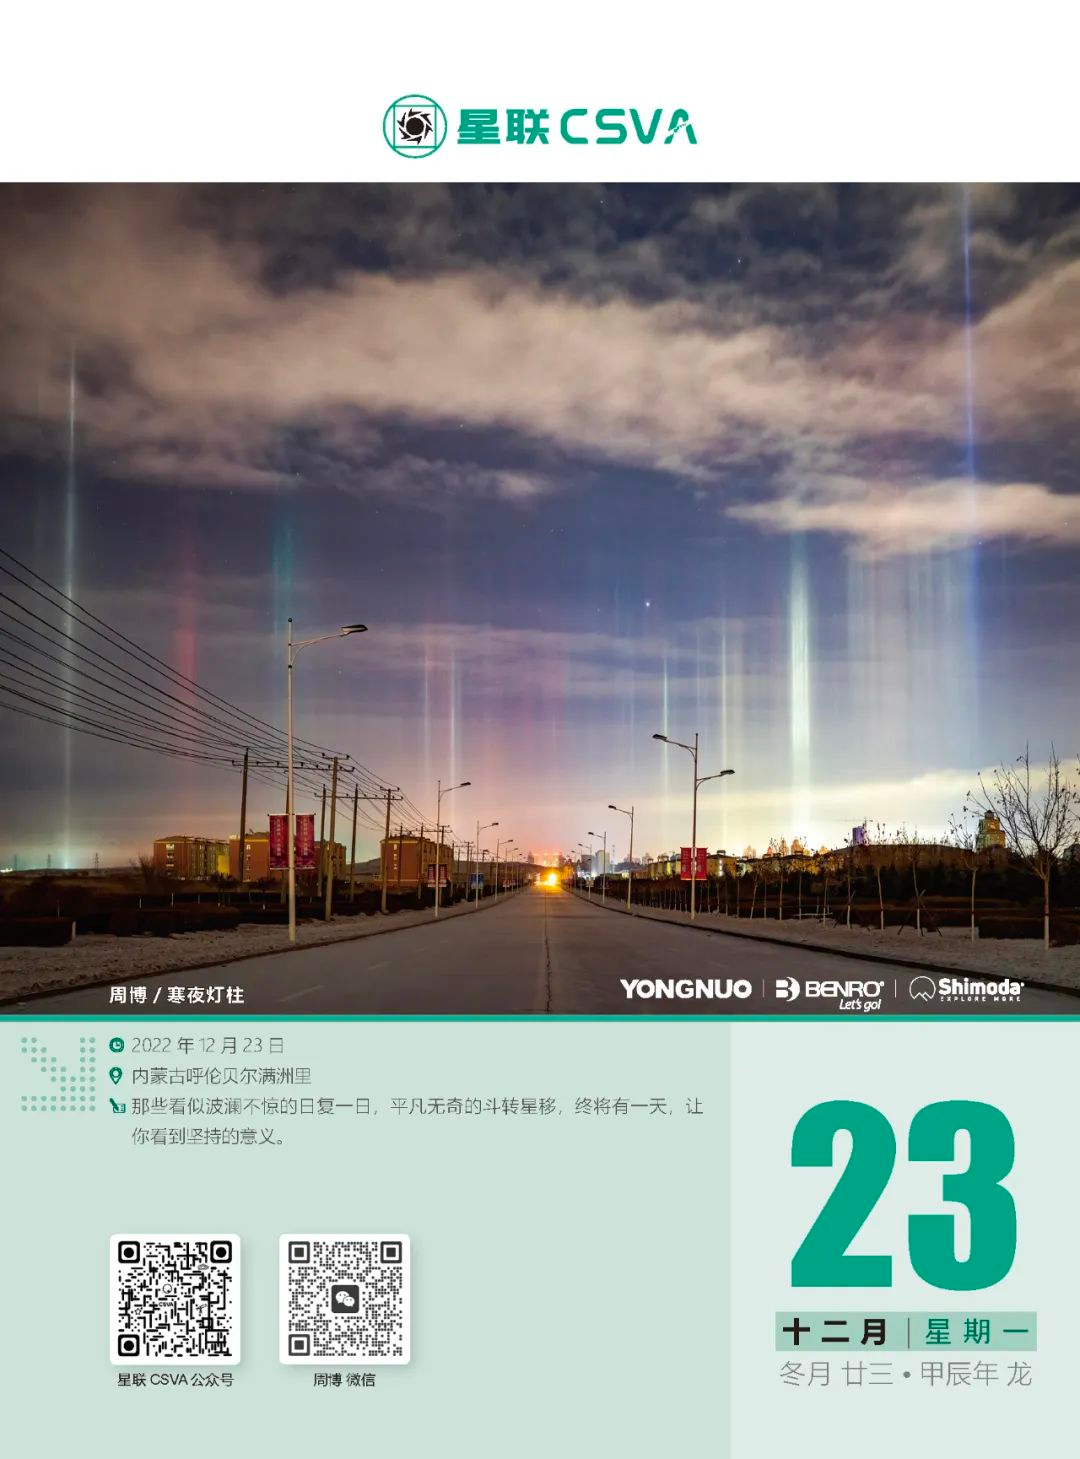 星联CSVA
周博 / 寒夜灯柱
YONGNUO
BENRO
Let's go!
Shimoda
EXPLORE MORE
2022 年 12 月 23 日
内蒙古呼伦贝尔满洲里
那些看似波澜不惊的日复一日，平凡无奇的斗转星移，终将有一天，让
你看到坚持的意义。
23
十二月 | 星期一
冬月 廿三 • 甲辰年 龙
CSVA
星联 CSVA 公众号
周博 微信